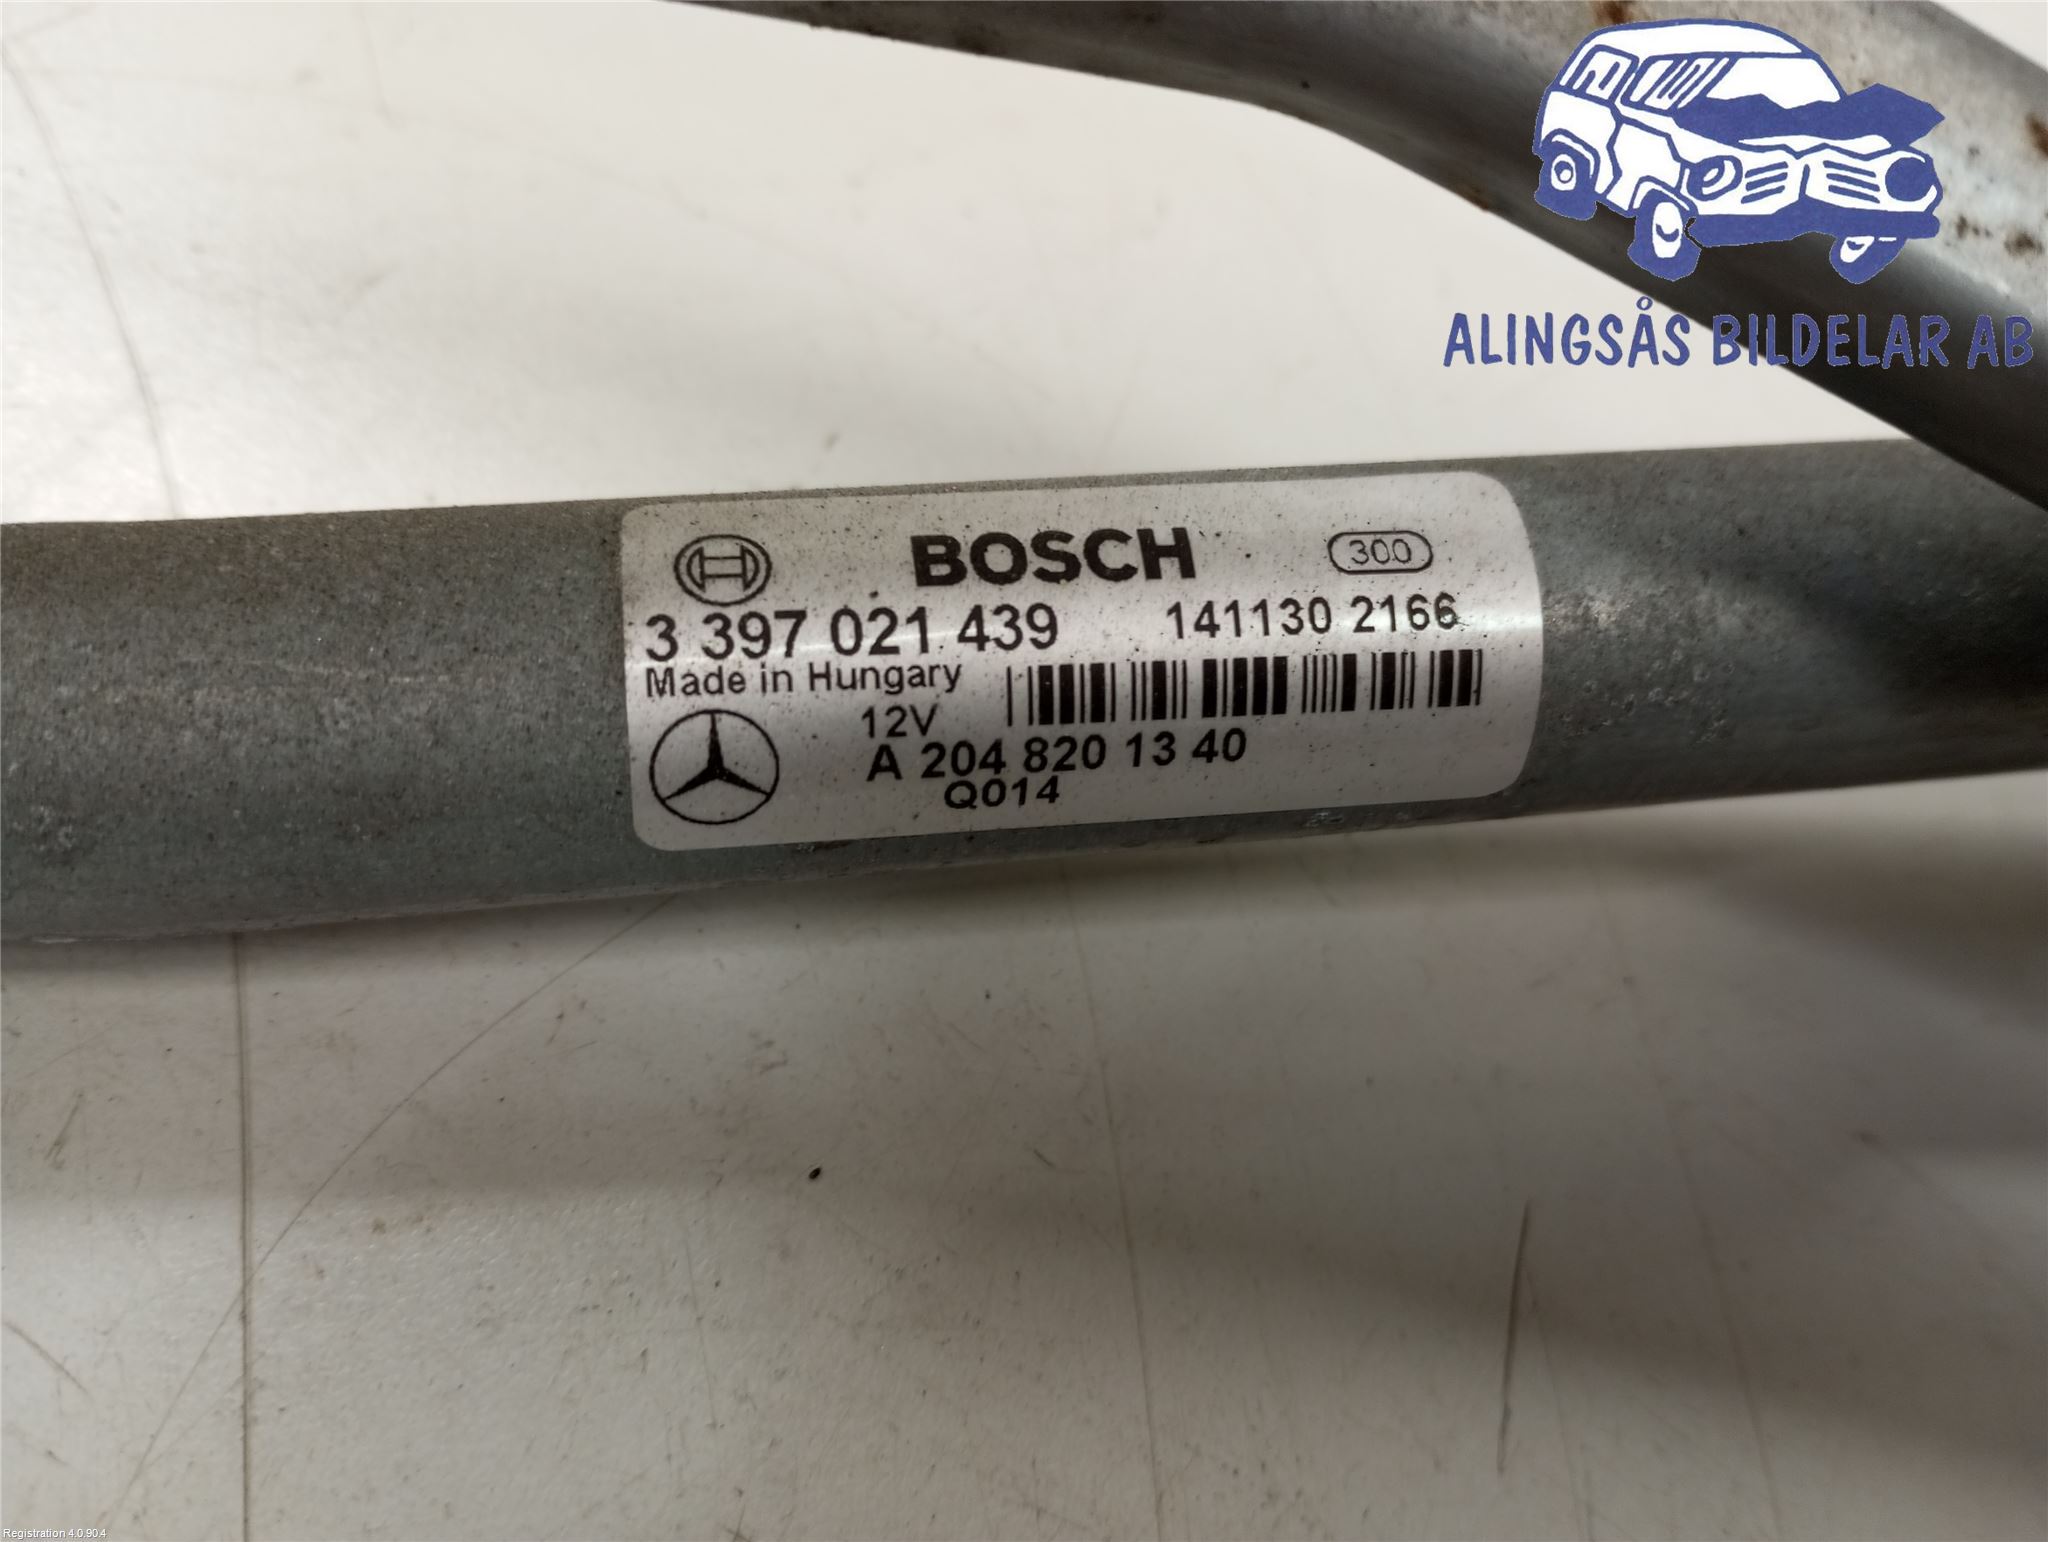 ALINGSÅS BILDELAR AB
BOSCH 300
3 397 021 439 141130 2166
Made in Hungary
12V
A 204 820 13 40
Q014
Registration 4.0.90.4